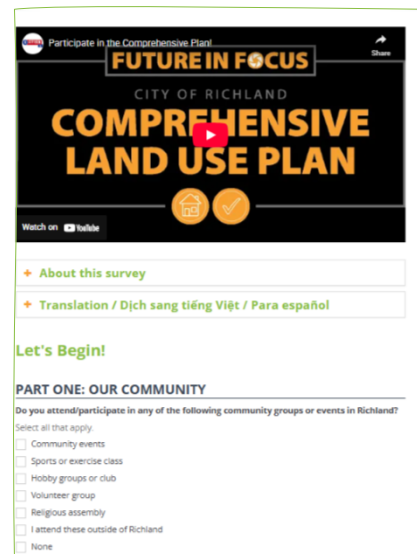 Participate in the Comprehensive Plan!
Share
FUTURE IN FOCUS
CITY OF RICHLAND
COMPREHENSIVE
LAND USE PLAN
Watch on YouTube
+ About this survey
+ Translation / Dịch sang tiếng Việt / Para español
Let's Begin!
PART ONE: OUR COMMUNITY
Do you attend/participate in any of the following community groups or events in Richland?
Select all that apply.
Community events
Sports or exercise class
Hobby groups or club
Volunteer group
Religious assembly
I attend these outside of Richland
None